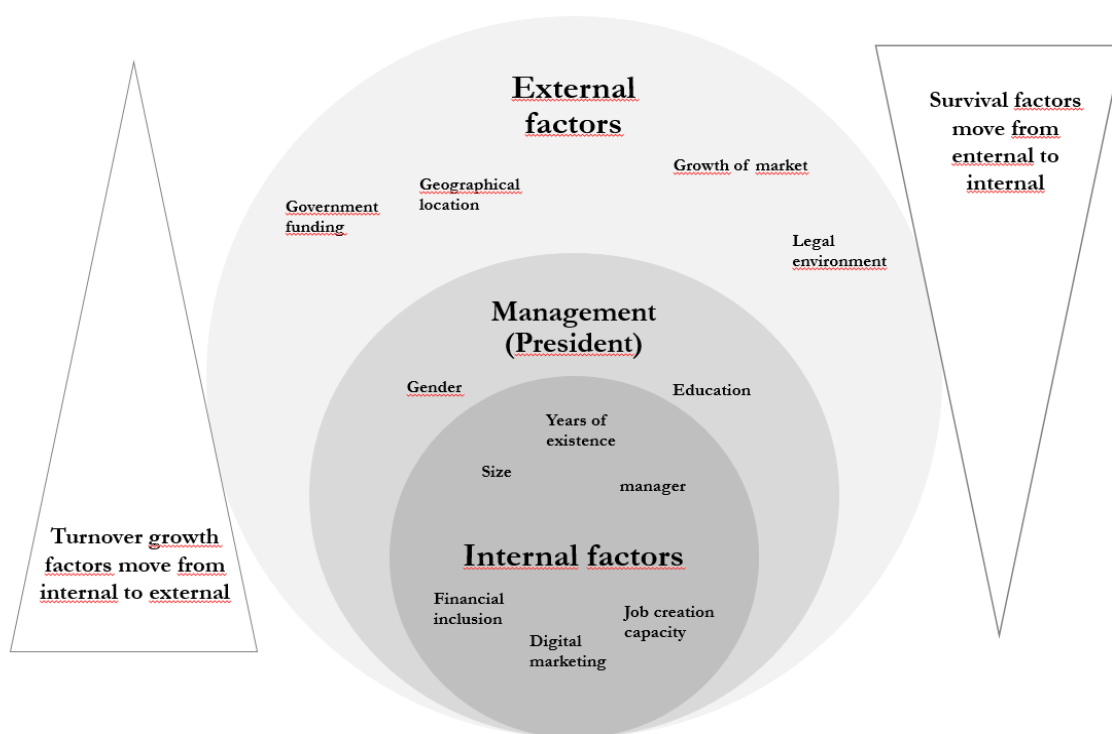 External
factors
Survival factors
move from
enternal to
internal
Growth of market
Geographical
location
Government
funding
Legal
environment
Management
(President)
Gender
Education
Years of
existence
Size
manager
Turnover growth
factors move from
internal to external
Internal factors
Financial
inclusion
Job creation
capacity
Digital
marketing